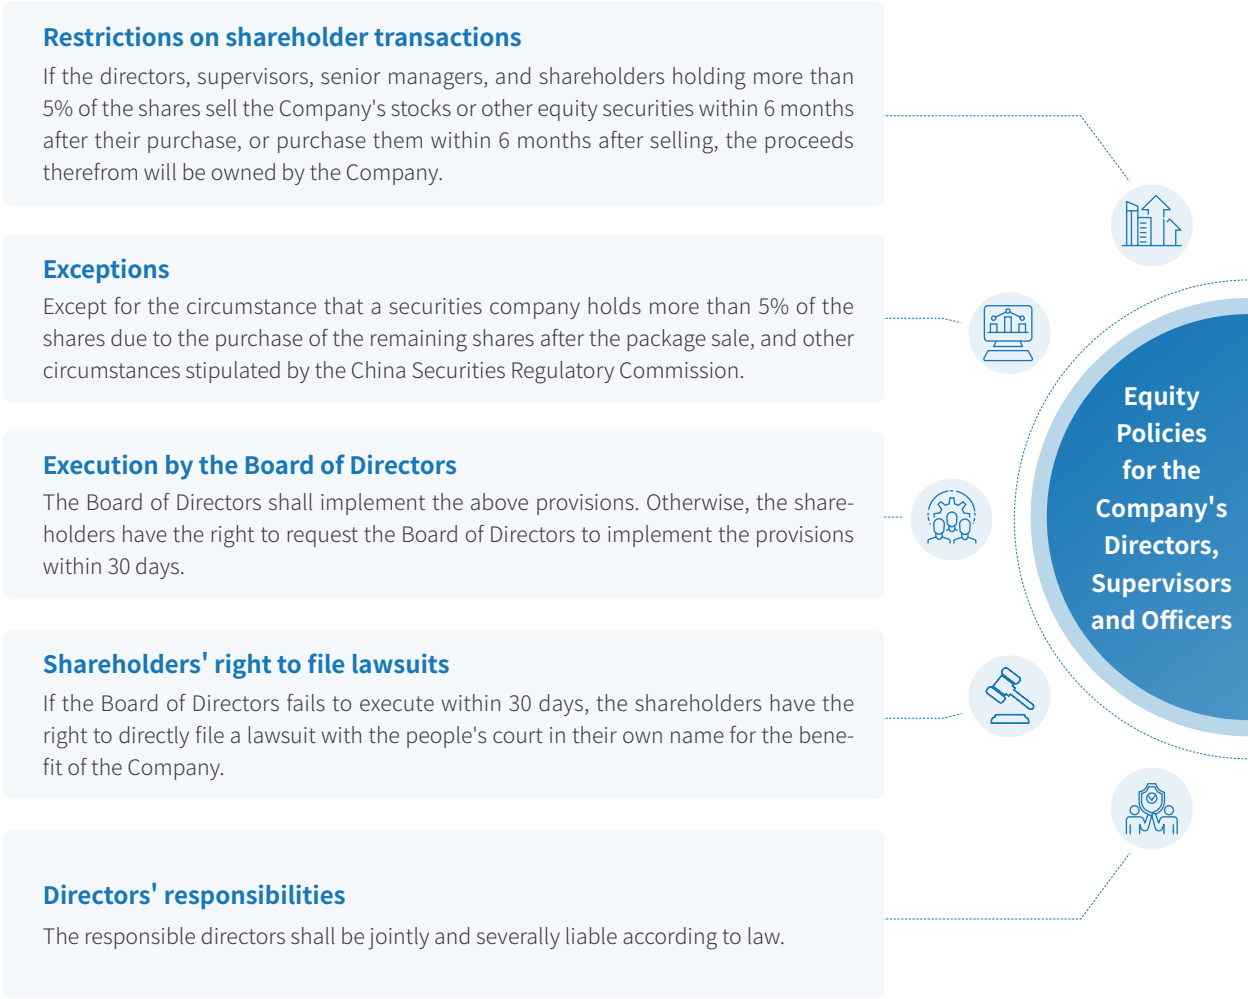 Restrictions on shareholder transactions
If the directors, supervisors, senior managers, and shareholders holding more than
5% of the shares sell the Company's stocks or other equity securities within 6 months
after their purchase, or purchase them within 6 months after selling, the proceeds
therefrom will be owned by the Company.
Exceptions
Except for the circumstance that a securities company holds more than 5% of the
shares due to the purchase of the remaining shares after the package sale, and other
circumstances stipulated by the China Securities Regulatory Commission.
Execution by the Board of Directors
The Board of Directors shall implement the above provisions. Otherwise, the share-
holders have the right to request the Board of Directors to implement the provisions
within 30 days.
Shareholders' right to file lawsuits
If the Board of Directors fails to execute within 30 days, the shareholders have the
right to directly file a lawsuit with the people's court in their own name for the bene-
fit of the Company.
Directors' responsibilities
The responsible directors shall be jointly and severally liable according to law.
Equity
Policies
for the
Company's
Directors,
Supervisors
and Officers